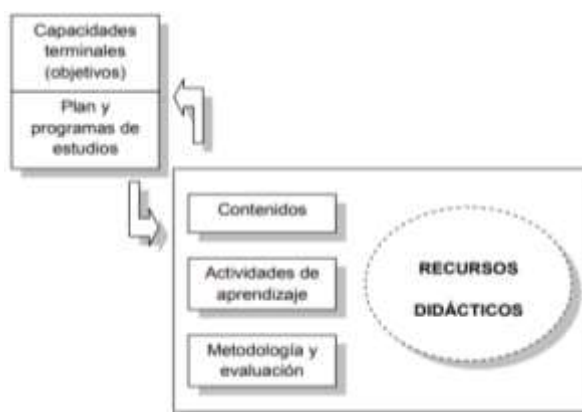 Capacidades
terminales
(objetivos)
Plan y
programas de
estudios
Contenidos
Actividades de
aprendizaje
Metodología y
evaluación
RECURSOS
DIDÁCTICOS